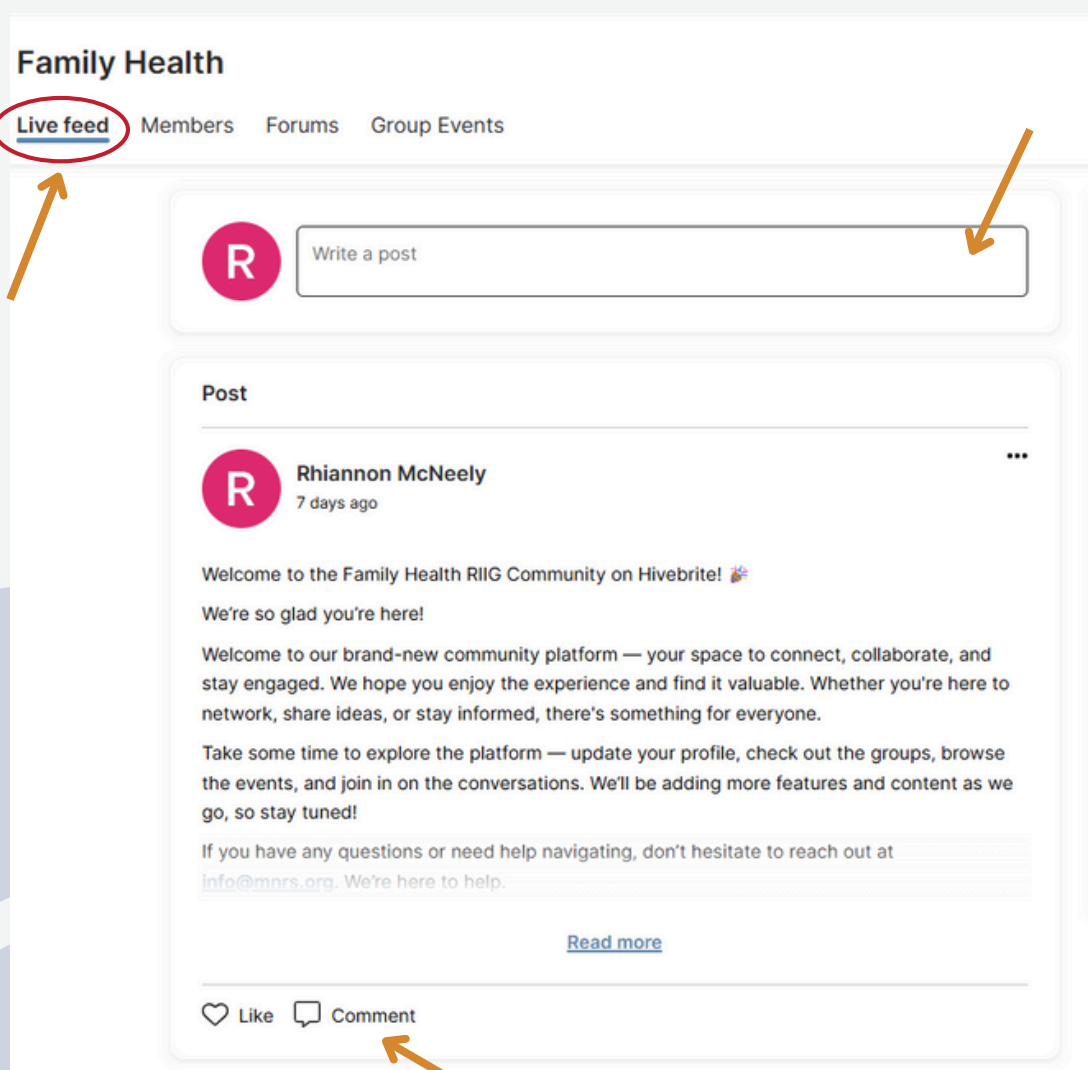 Family Health
Live feed Members Forums Group Events
R
Write a post
Post
R
Rhiannon McNeely
7 days ago
Welcome to the Family Health RIIG Community on Hivebrite! 🎉
We're so glad you're here!
Welcome to our brand-new community platform — your space to connect, collaborate, and
stay engaged. We hope you enjoy the experience and find it valuable. Whether you're here to
network, share ideas, or stay informed, there's something for everyone.
Take some time to explore the platform — update your profile, check out the groups, browse
the events, and join in on the conversations. We'll be adding more features and content as we
go, so stay tuned!
If you have any questions or need help navigating, don't hesitate to reach out at
info@mnrs.org. We're here to help.
Read more
Like Comment